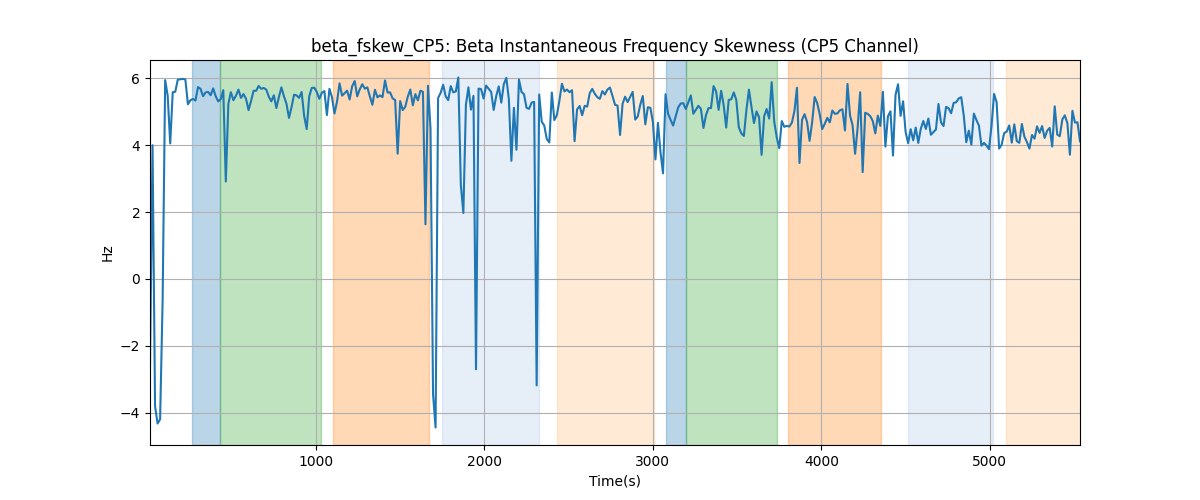 beta_fskew_CP5: Beta Instantaneous Frequency Skewness (CP5 Channel)
6
4
2
0
−2
−4
Hz
1000 2000 3000 4000 5000
Time(s)